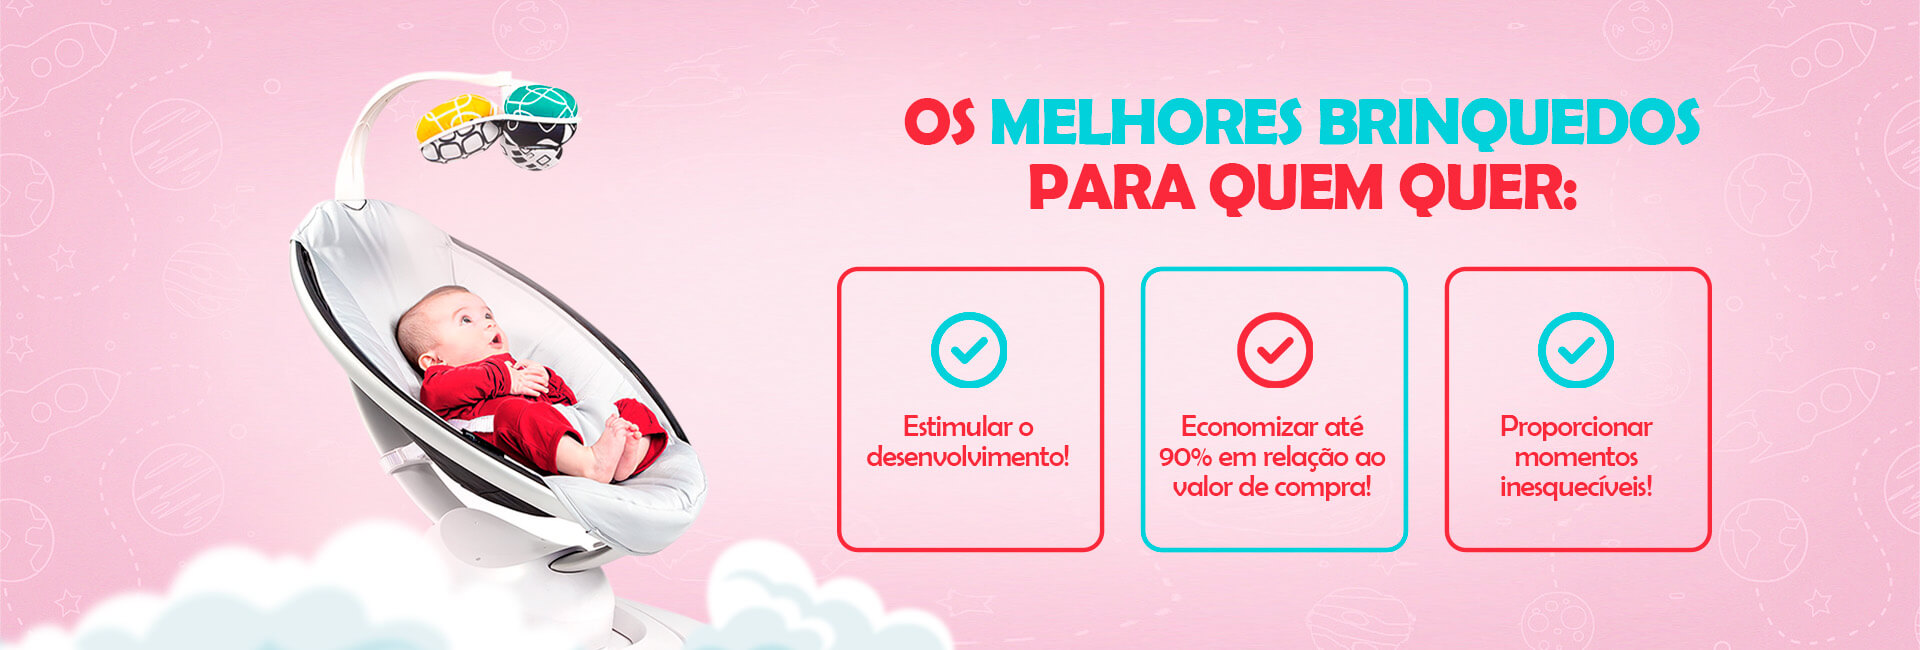 OS MELHORES BRINQUEDOS
PARA QUEM QUER:
Estimular o
desenvolvimento!
Economizar até
90% em relação ao
valor de compra!
Proporcionar
momentos
inesquecíveis!